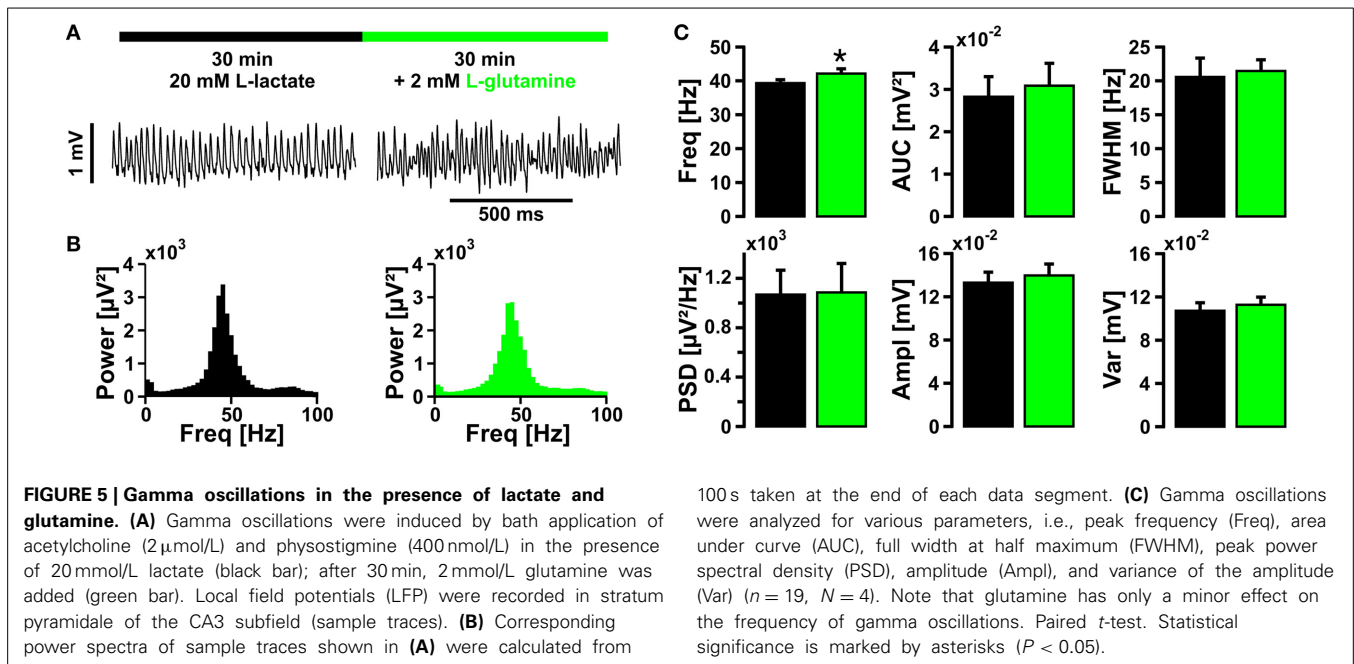 A
30 min
20 mM L-lactate
30 min
+ 2 mM L-glutamine
1 mV
500 ms
B
x10³
Power [µV²]
4
3
2
1
0
0
50
100
Freq [Hz]
x10³
Power [µV²]
4
3
2
1
0
0
50
100
Freq [Hz]
C
Freq [Hz]
50
40
30
20
10
0
*
x10⁻²
AUC [mV²]
4
2
0
FWHM [Hz]
25
20
15
10
5
0
x10³
PSD [µV²/Hz]
1.2
0.8
0.4
0
x10⁻²
Ampl [mV]
16
12
8
4
0
x10⁻²
Var [mV]
16
12
8
4
0
FIGURE 5 | Gamma oscillations in the presence of lactate and
glutamine. (A) Gamma oscillations were induced by bath application of
acetylcholine (2 µmol/L) and physostigmine (400 nmol/L) in the presence
of 20 mmol/L lactate (black bar); after 30 min, 2 mmol/L glutamine was
added (green bar). Local field potentials (LFP) were recorded in stratum
pyramidale of the CA3 subfield (sample traces). (B) Corresponding
power spectra of sample traces shown in (A) were calculated from
100 s taken at the end of each data segment. (C) Gamma oscillations
were analyzed for various parameters, i.e., peak frequency (Freq), area
under curve (AUC), full width at half maximum (FWHM), peak power
spectral density (PSD), amplitude (Ampl), and variance of the amplitude
(Var) (n = 19, N = 4). Note that glutamine has only a minor effect on
the frequency of gamma oscillations. Paired t-test. Statistical
significance is marked by asterisks (P < 0.05).